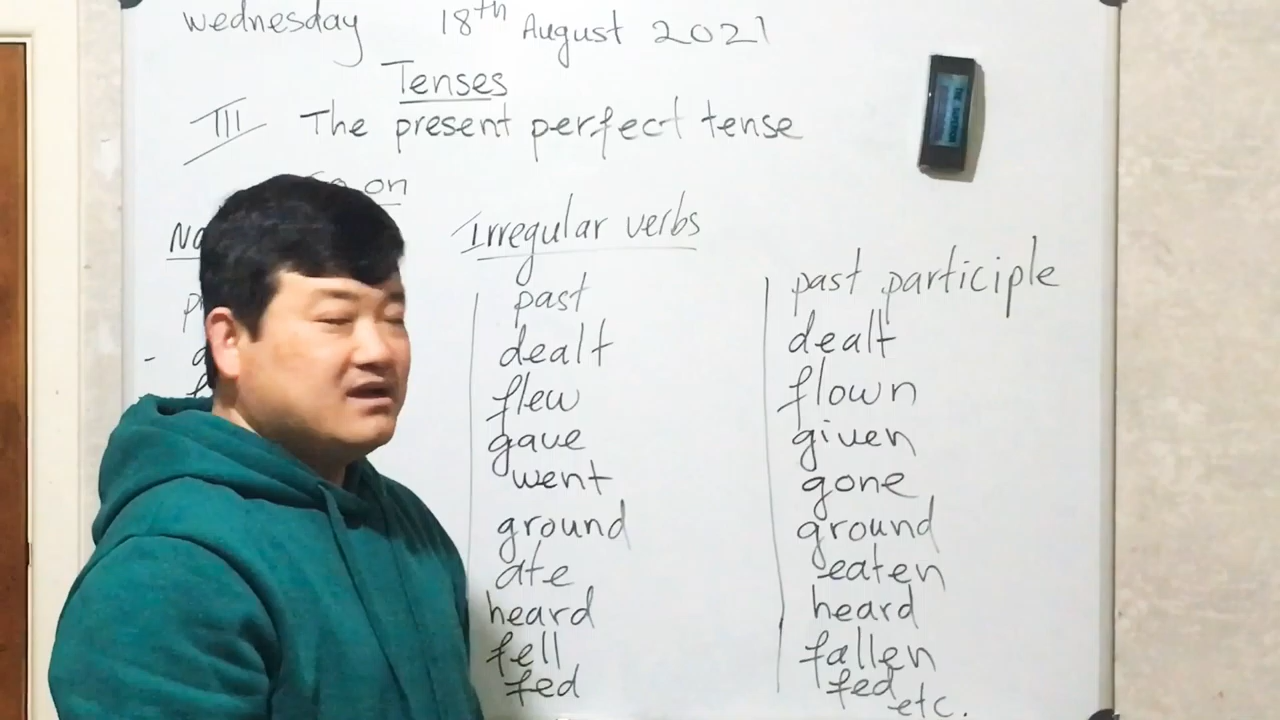 wednesday 18th August 2021
Tenses
III The present perfect tense
on
Irregular verbs
past past participle
dealt dealt
flew flown
gave given
went gone
ground ground
ate eaten
heard heard
fell fallen
fed fed
etc.